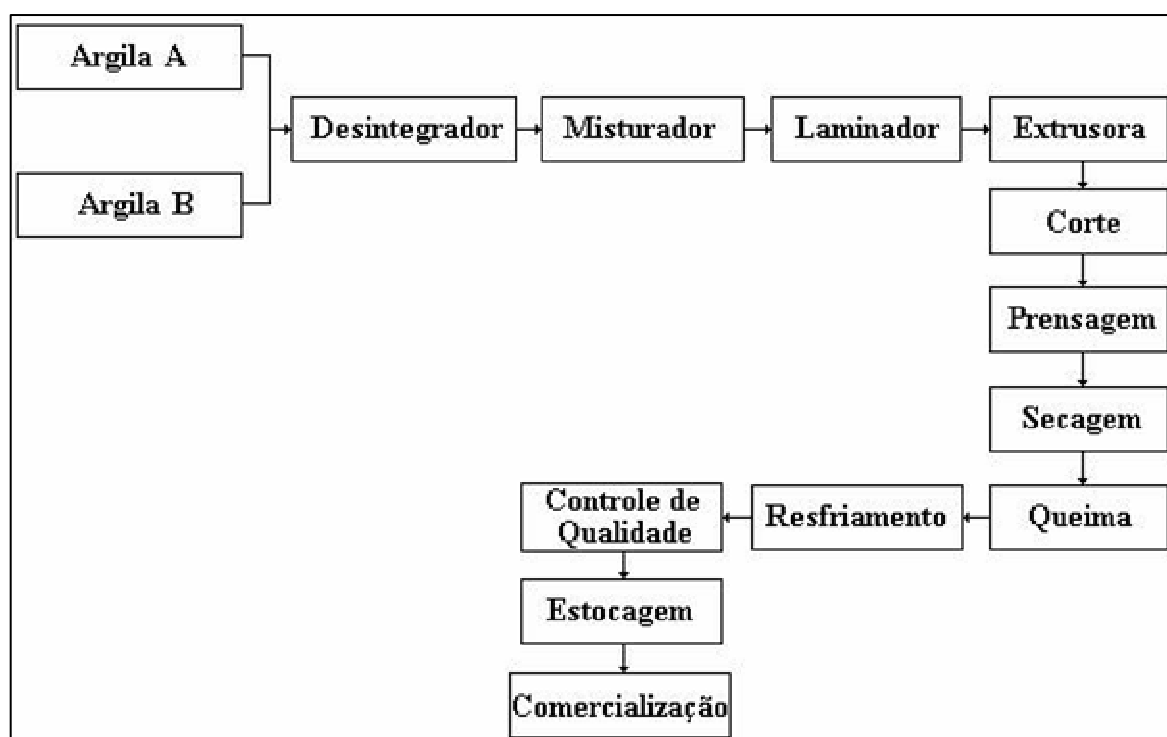 Argila A
Argila B
Desintegrador
Misturador
Laminador
Extrusora
Corte
Prensagem
Secagem
Queima
Resfriamento
Controle de
Qualidade
Estocagem
Comercialização